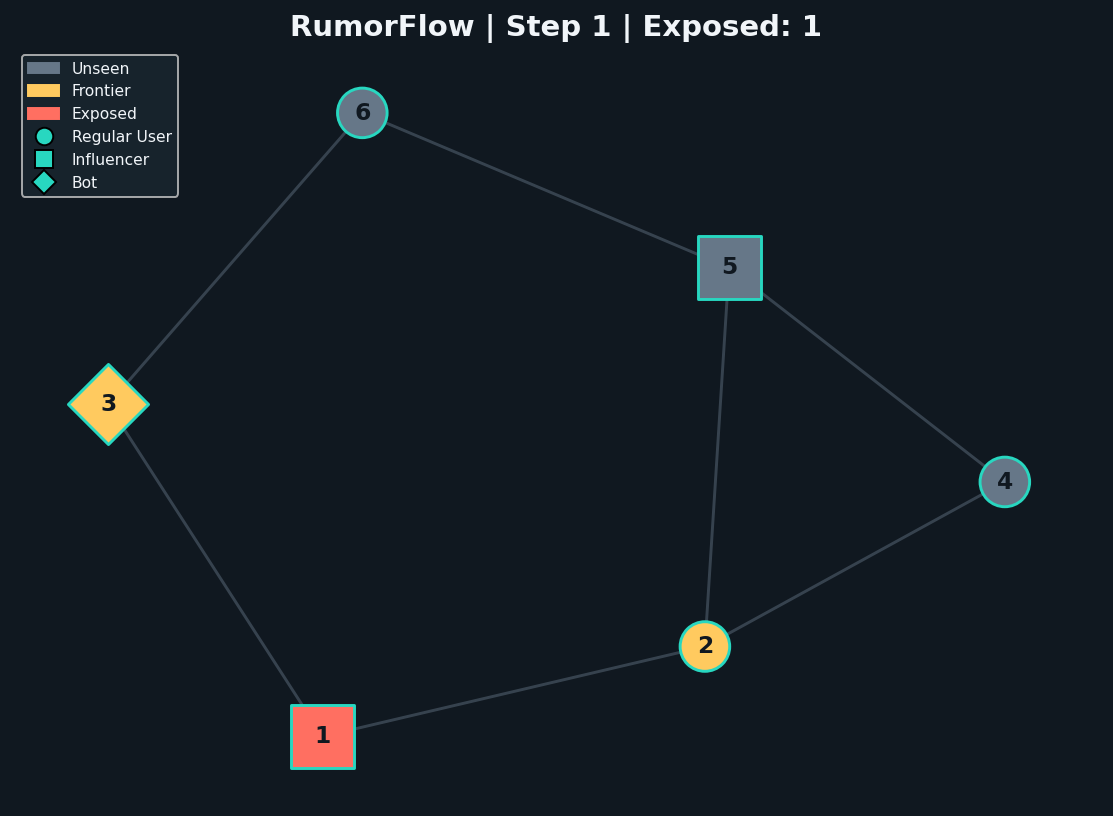 RumorFlow | Step 1 | Exposed: 1
Unseen
Frontier
Exposed
Regular User
Influencer
Bot
6
5
3
4
2
1